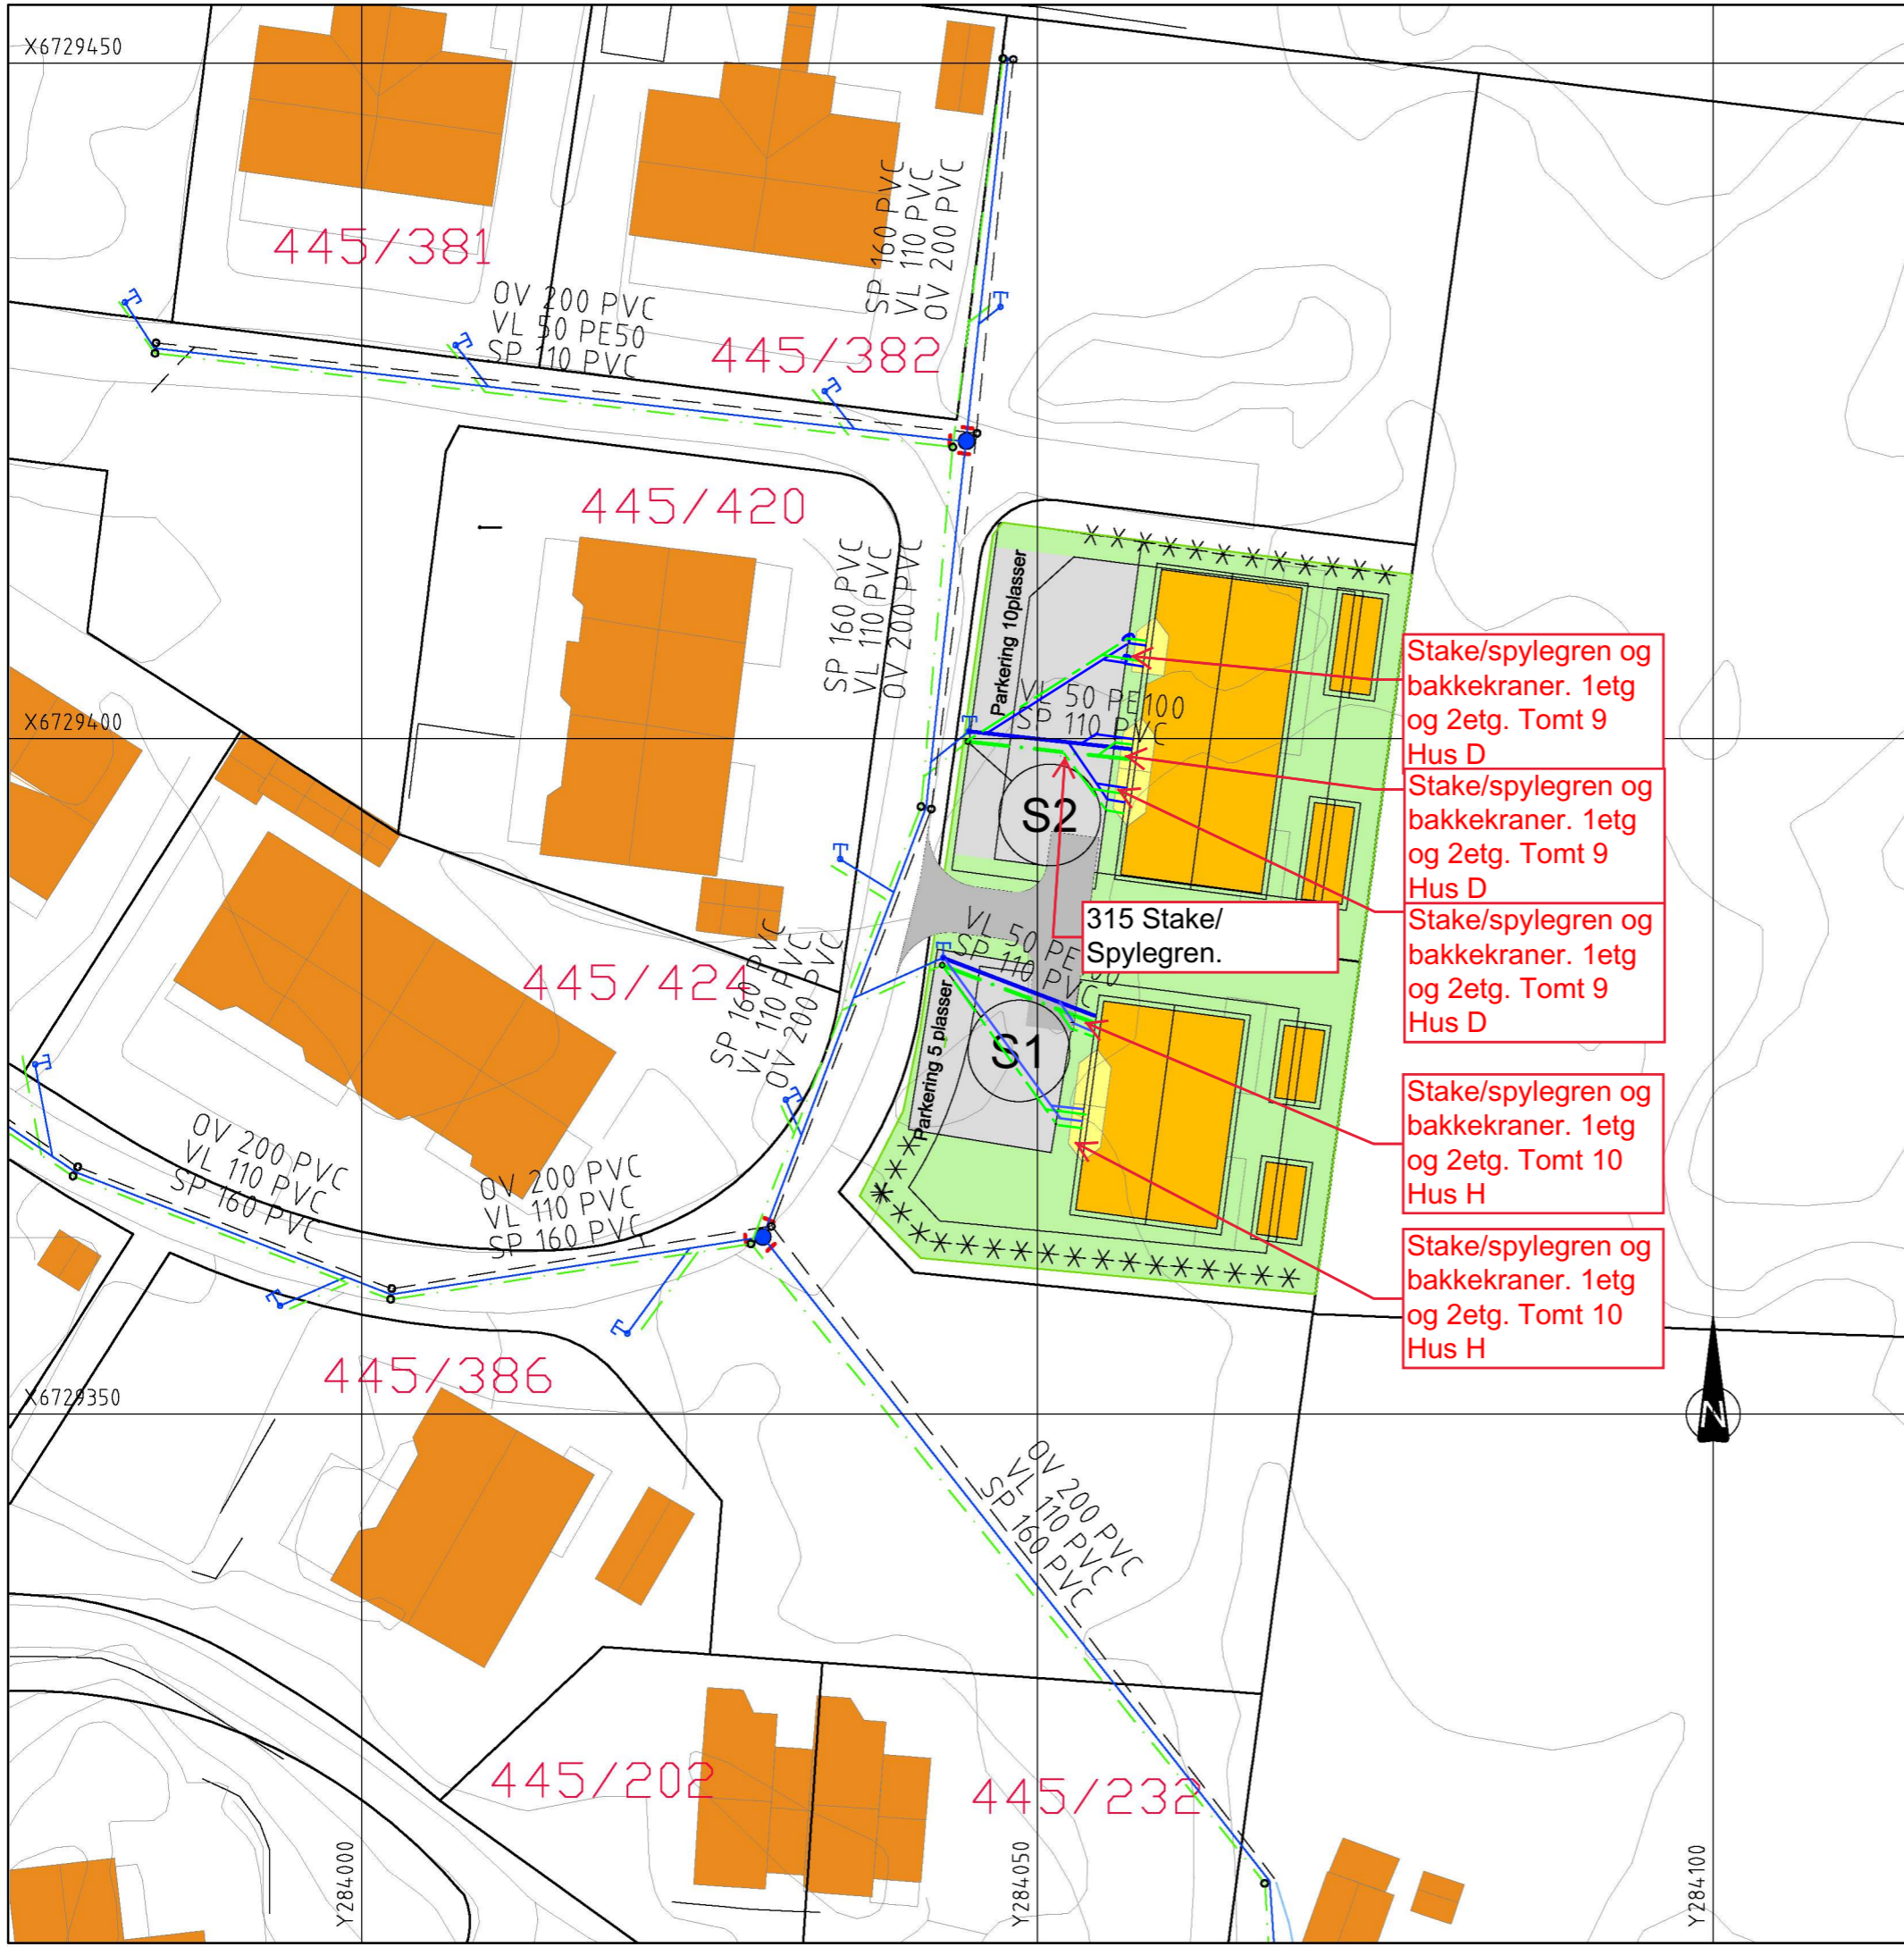 X6729450
445/381
OV 200 PVC
VL 50 PE50
SP 110 PVC
445/382
SP 160 PVC
VL 110 PVC
OV 200 PVC
445/420
SP 160 PVC
VL 110 PVC
OV 200 PVC
Parkering 10plasser
VL 50 PE100
SP 110 PVC
X6729400
S2
Stake/spylegren og
bakkekraner. 1etg
og 2etg. Tomt 9
Hus D
Stake/spylegren og
bakkekraner. 1etg
og 2etg. Tomt 9
Hus D
Stake/spylegren og
bakkekraner. 1etg
og 2etg. Tomt 9
Hus D
315 Stake/
Spylegren.
445/424
SP 160 PVC
VL 110 PVC
OV 200 PVC
VL 50
SP 110 PVC
Parkering 5 plasser
S1
Stake/spylegren og
bakkekraner. 1etg
og 2etg. Tomt 10
Hus H
Stake/spylegren og
bakkekraner. 1etg
og 2etg. Tomt 10
Hus H
OV 200 PVC
VL 110 PVC
SP 160 PVC
OV 200 PVC
VL 110 PVC
SP 160 PVC
445/386
X6729350
N
OV 200 PVC
VL 110 PVC
SP 160 PVC
445/202
445/232
Y284000
Y284050
Y284100